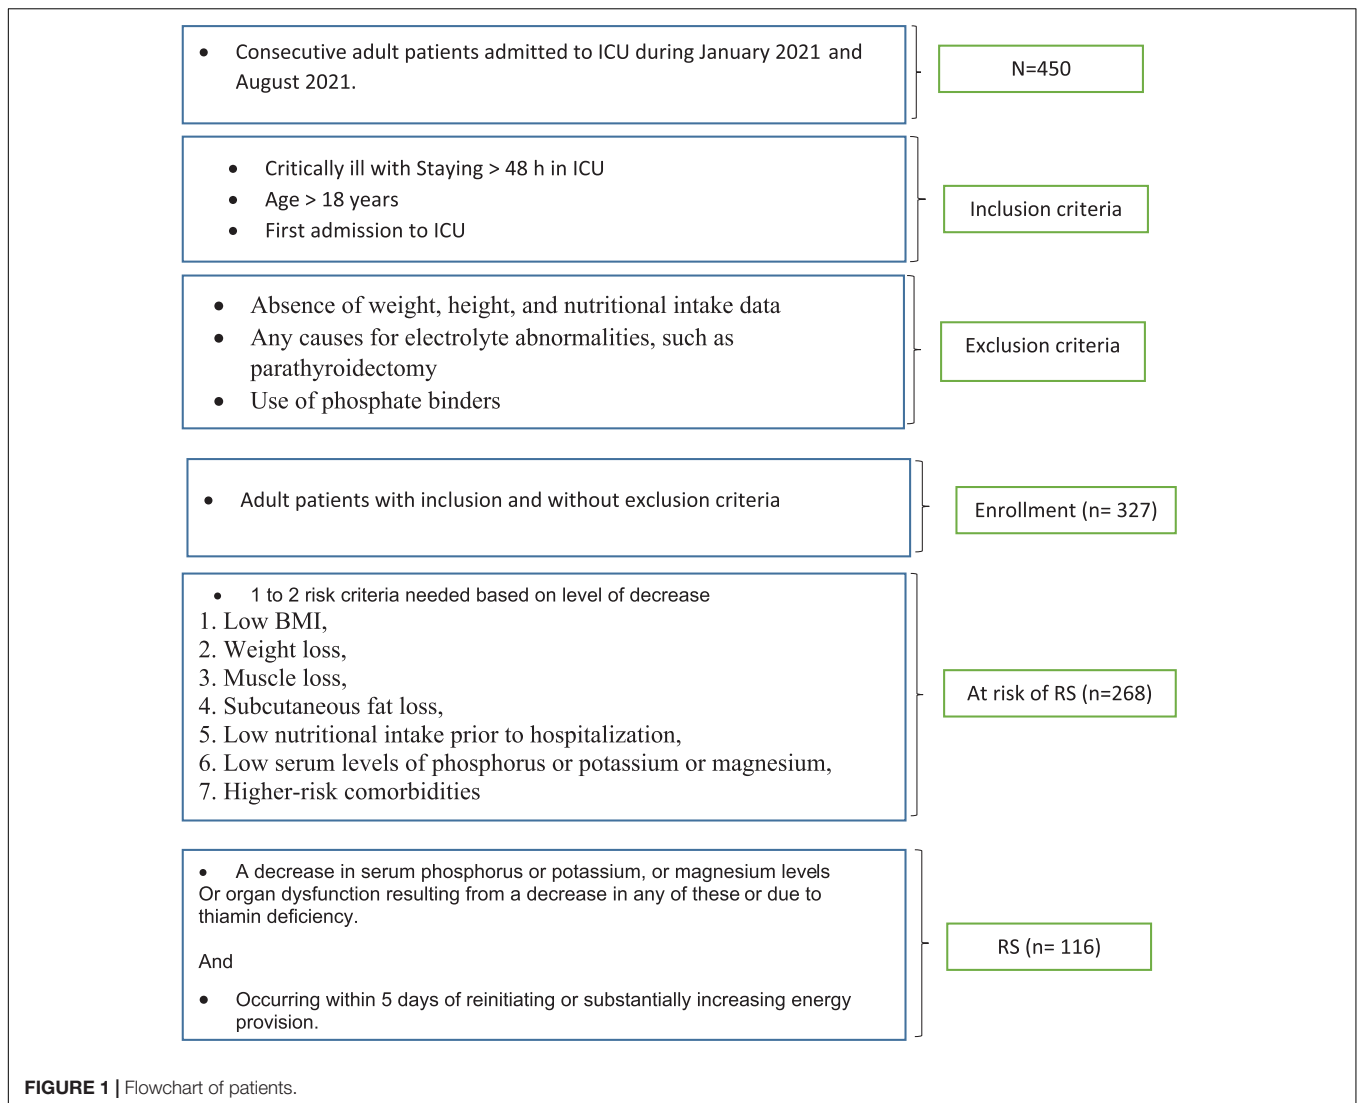 • Consecutive adult patients admitted to ICU during January 2021 and
August 2021.
N=450
• Critically ill with Staying > 48 h in ICU
• Age > 18 years
• First admission to ICU
Inclusion criteria
• Absence of weight, height, and nutritional intake data
• Any causes for electrolyte abnormalities, such as
parathyroidectomy
• Use of phosphate binders
Exclusion criteria
• Adult patients with inclusion and without exclusion criteria
Enrollment (n= 327)
• 1 to 2 risk criteria needed based on level of decrease
1. Low BMI,
2. Weight loss,
3. Muscle loss,
4. Subcutaneous fat loss,
5. Low nutritional intake prior to hospitalization,
6. Low serum levels of phosphorus or potassium or magnesium,
7. Higher-risk comorbidities
At risk of RS (n=268)
• A decrease in serum phosphorus or potassium, or magnesium levels
Or organ dysfunction resulting from a decrease in any of these or due to
thiamin deficiency.
And
• Occurring within 5 days of reinitiating or substantially increasing energy
provision.
RS (n= 116)
FIGURE 1 | Flowchart of patients.